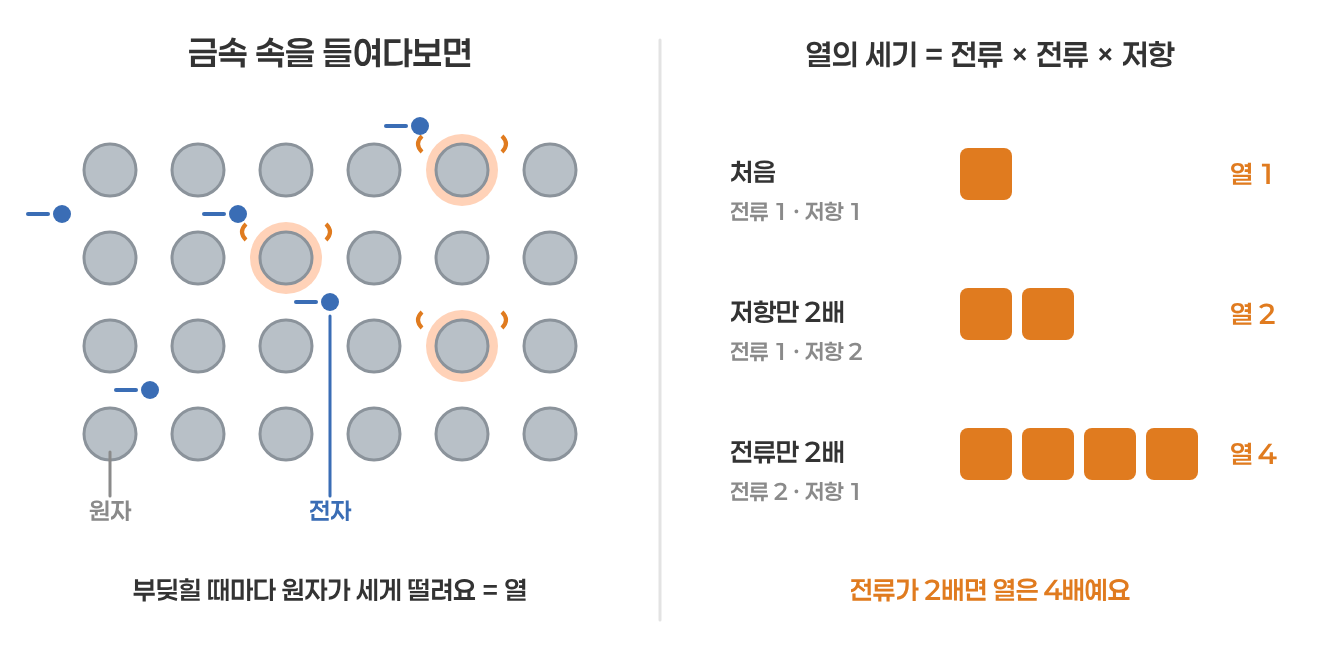 금속 속을 들여다보면
원자
전자
부딪힐 때마다 원자가 세게 떨려요 = 열
열의 세기 = 전류 × 전류 × 저항
처음
전류 1 · 저항 1
열 1
저항만 2배
전류 1 · 저항 2
열 2
전류만 2배
전류 2 · 저항 1
열 4
전류가 2배면 열은 4배예요